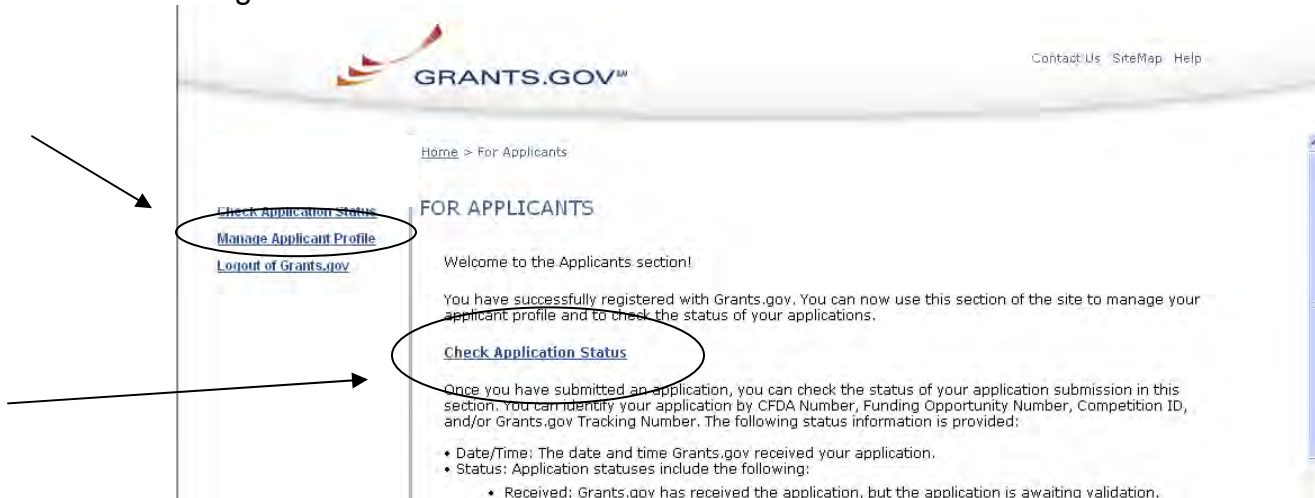 GRANTS.GOV℠
Contact Us SiteMap Help
Home > For Applicants
Check Application Status
Manage Applicant Profile
Logout of Grants.gov
FOR APPLICANTS
Welcome to the Applicants section!
You have successfully registered with Grants.gov. You can now use this section of the site to manage your
applicant profile and to check the status of your applications.
Check Application Status
Once you have submitted an application, you can check the status of your application submission in this
section. You can identify your application by CFDA Number, Funding Opportunity Number, Competition ID,
and/or Grants.gov Tracking Number. The following status information is provided:
• Date/Time: The date and time Grants.gov received your application.
• Status: Application statuses include the following:
• Received: Grants.gov has received the application, but the application is awaiting validation.